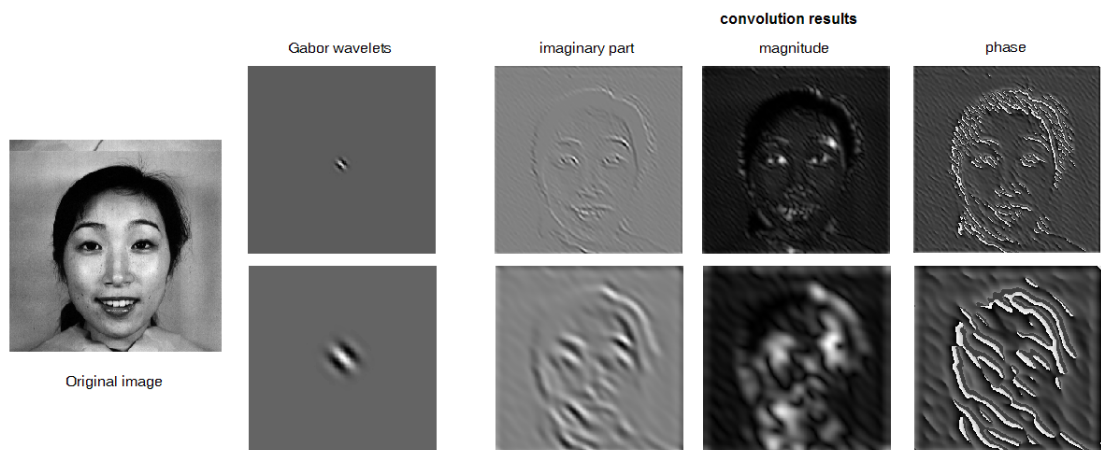 convolution results
Gabor wavelets
imaginary part
magnitude
phase
Original image